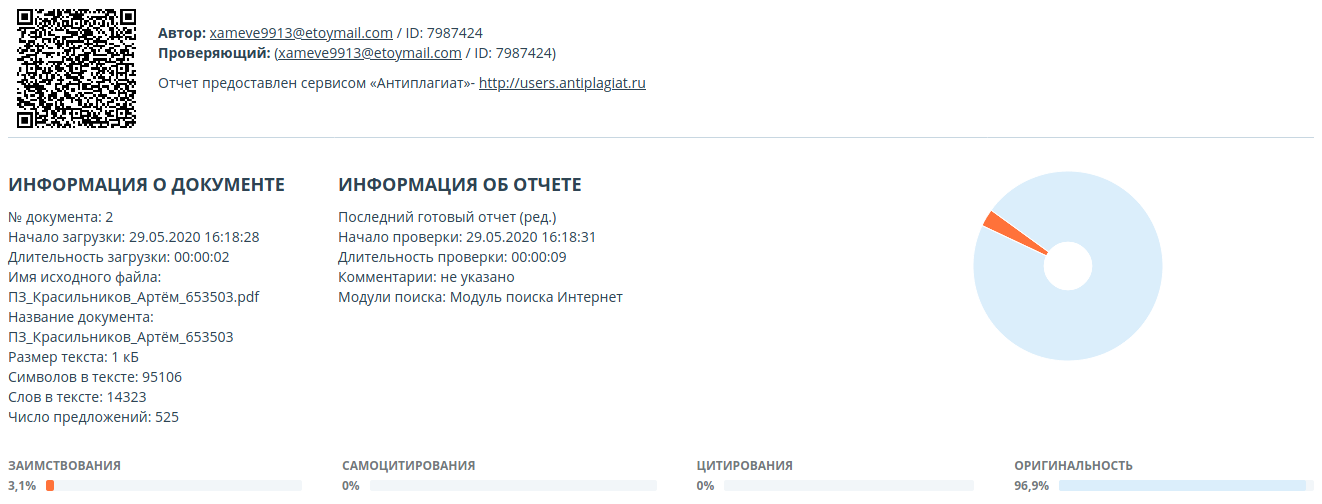 Автор: xameve9913@etoymail.com / ID: 7987424
Проверяющий: (xameve9913@etoymail.com / ID: 7987424)
Отчет предоставлен сервисом «Антиплагиат»- http://users.antiplagiat.ru
ИНФОРМАЦИЯ О ДОКУМЕНТЕ
№ документа: 2
Начало загрузки: 29.05.2020 16:18:28
Длительность загрузки: 00:00:02
Имя исходного файла:
ПЗ_Красильников_Артём_653503.pdf
Название документа:
ПЗ_Красильников_Артём_653503
Размер текста: 1 кБ
Символов в тексте: 95106
Слов в тексте: 14323
Число предложений: 525
ИНФОРМАЦИЯ ОБ ОТЧЕТЕ
Последний готовый отчет (ред.)
Начало проверки: 29.05.2020 16:18:31
Длительность проверки: 00:00:09
Комментарии: не указано
Модули поиска: Модуль поиска Интернет
ЗАИМСТВОВАНИЯ
3,1%
САМОЦИТИРОВАНИЯ
0%
ЦИТИРОВАНИЯ
0%
ОРИГИНАЛЬНОСТЬ
96,9%